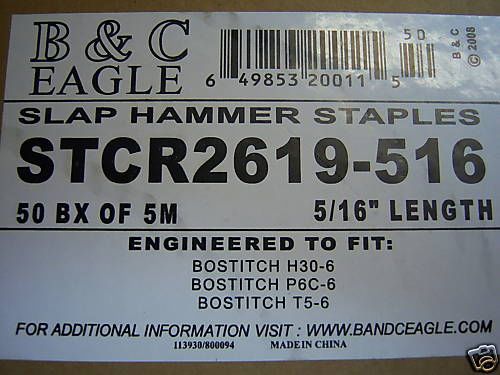 B & C
EAGLE
5D
6 49853 20011 5
B & C
© 2008
SLAP HAMMER STAPLES
STCR2619-516
50 BX OF 5M 5/16" LENGTH
ENGINEERED TO FIT:
BOSTITCH H30-6
BOSTITCH P6C-6
BOSTITCH T5-6
FOR ADDITIONAL INFORMATION VISIT : WWW.BANDCEAGLE.COM
113930/800094 MADE IN CHINA